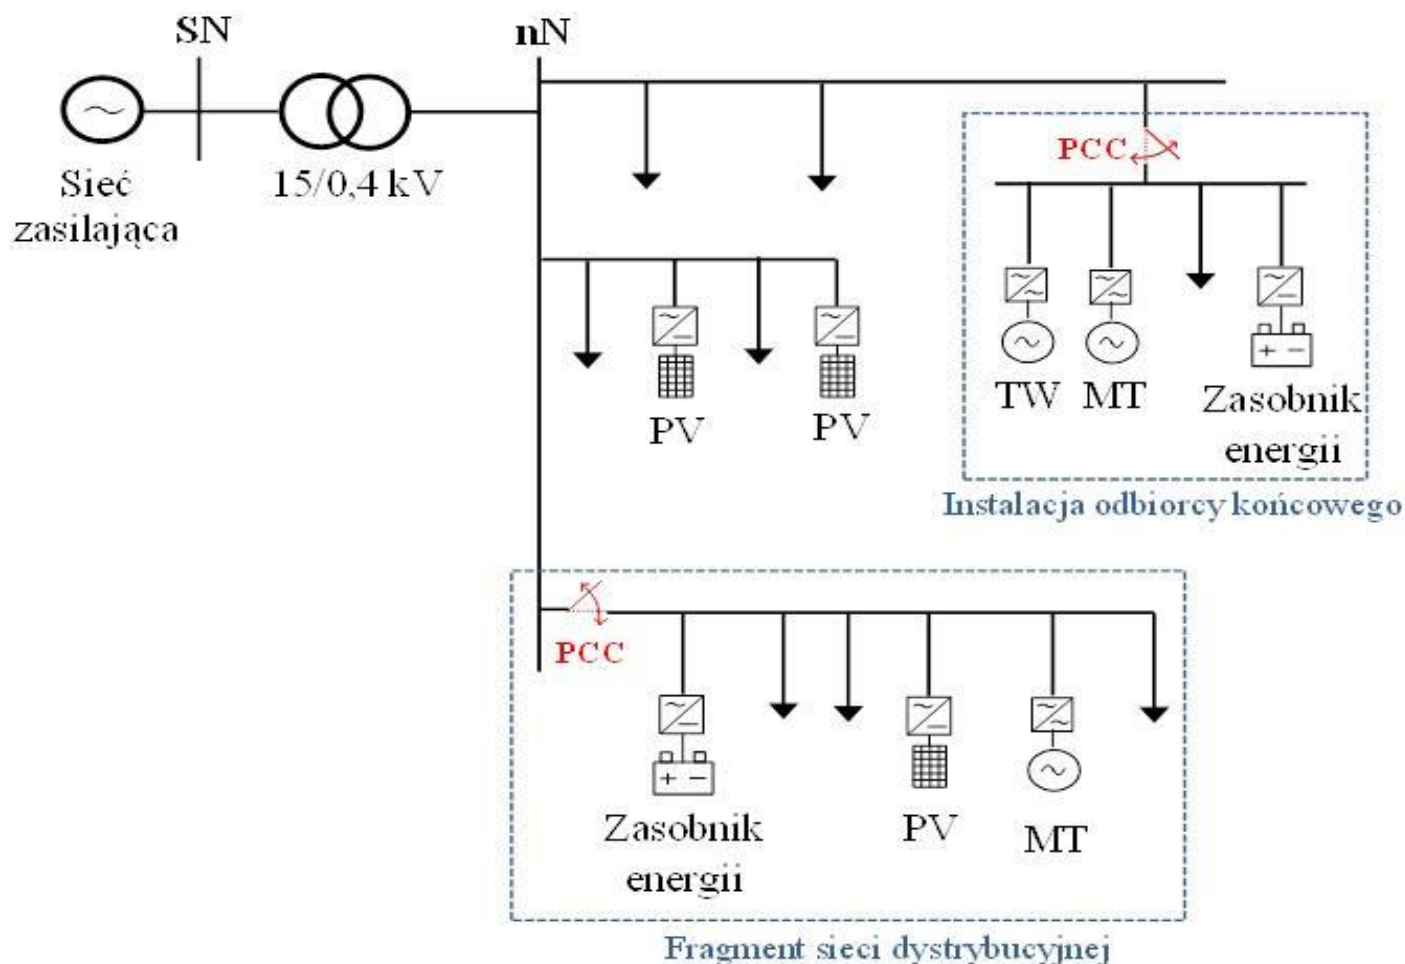 SN
nN
Sieć
zasilająca
15/0,4 kV
PCC
TW
MT
Zasobnik
energii
Instalacja odbiorcy końcowego
PV
PV
PCC
Zasobnik
energii
PV
MT
Fragment sieci dystrybucyjnej